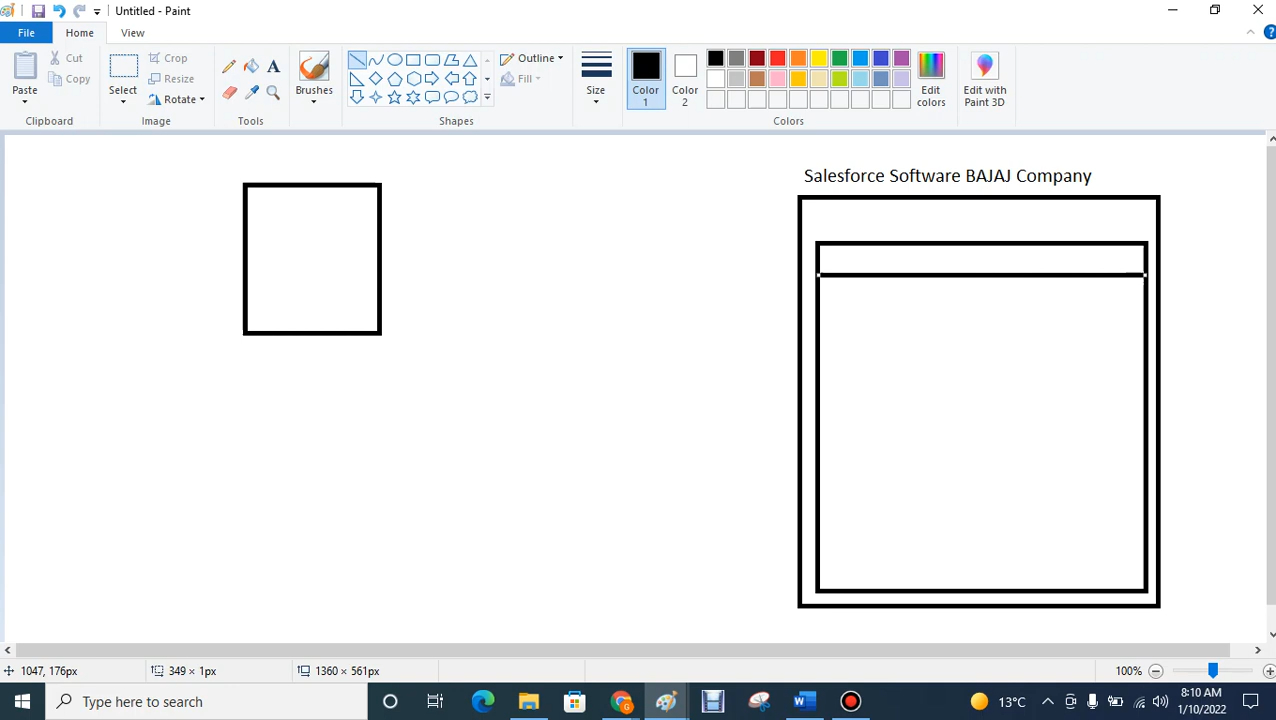 Untitled - Paint
File Home View
Paste
Cut
Copy
Clipboard
Select
Crop
Resize
Rotate
Image
Tools
Brushes
Shapes
Outline
Fill
Size
Color 1
Color 2
Colors
Edit colors
Edit with Paint 3D
Salesforce Software BAJAJ Company
1047, 176px
349 × 1px
1360 × 561px
100%
Type here to search
13°C
8:10 AM
1/10/2022